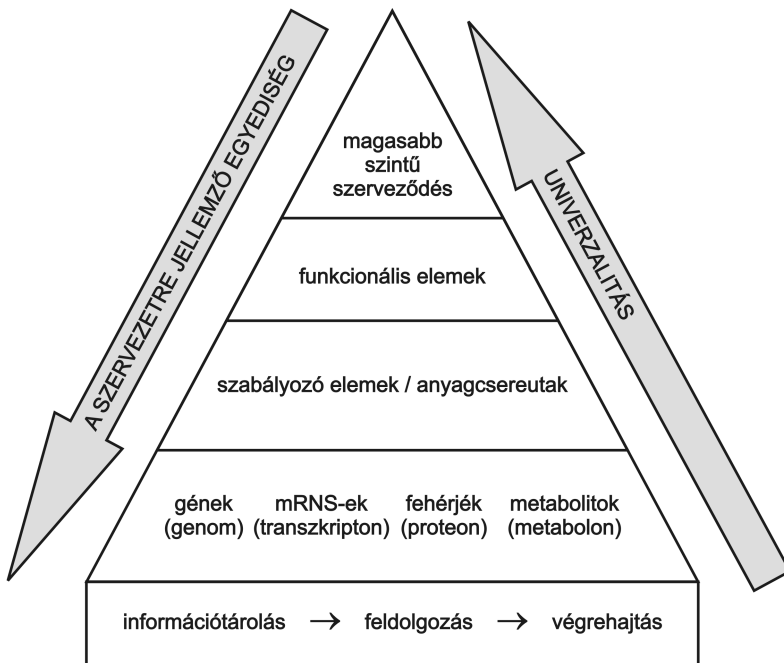 A SZERVEZETRE JELLEMZŐ EGYEDISÉG
UNIVERZALITÁS
magasabb
szintű
szerveződés
funkcionális elemek
szabályozó elemek / anyagcsereutak
gének mRNS-ek fehérjék metabolitok
(genom) (transzkripton) (proteon) (metabolon)
információtárolás → feldolgozás → végrehajtás